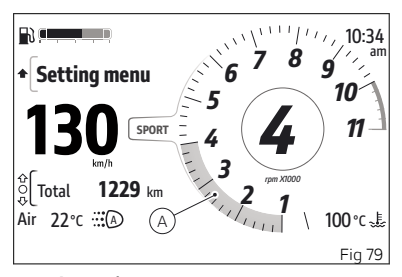 10:34
am
Setting menu
130
km/h
SPORT
1
2
3
4
5
6
7
8
9
10
11
4
rpm X1000
Total 1229 km
Air 22°C (A)
A
100 °C
Fig 79